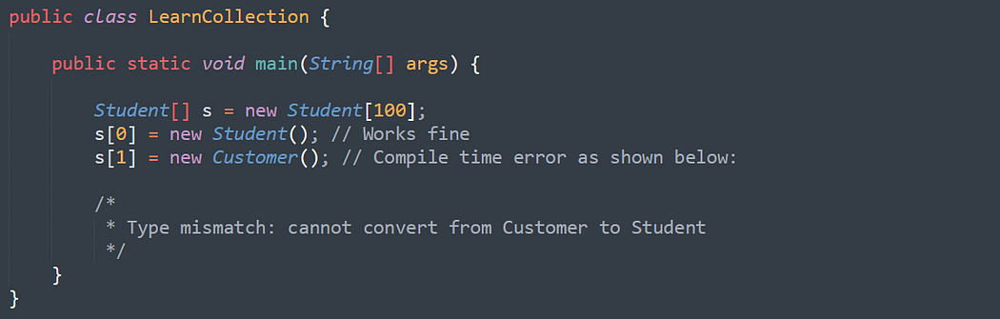 public class LearnCollection {
public static void main(String[] args) {
Student[] s = new Student[100];
s[0] = new Student(); // Works fine
s[1] = new Customer(); // Compile time error as shown below:
/*
* Type mismatch: cannot convert from Customer to Student
*/
}
}